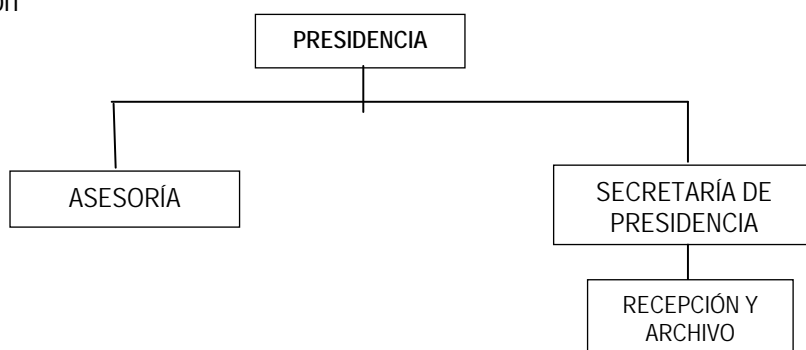 PRESIDENCIA
ASESORÍA
SECRETARÍA DE
PRESIDENCIA
RECEPCIÓN Y
ARCHIVO